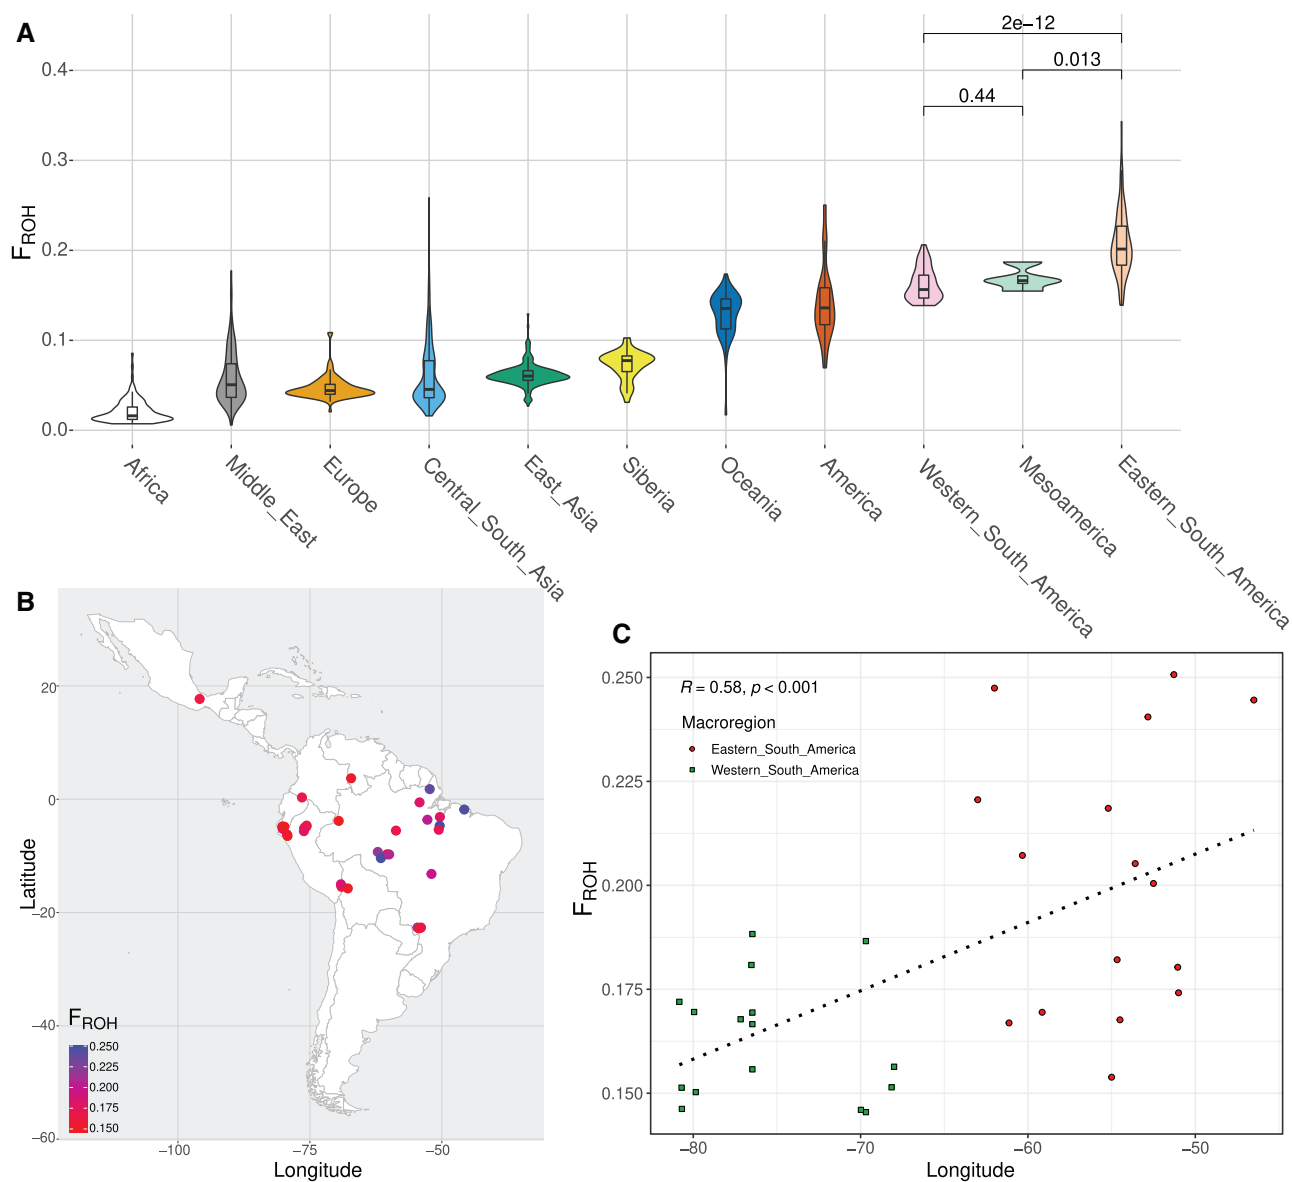 A
2e−12
0.013
0.44
0.4
0.3
0.2
0.1
0.0
FROH
Africa
Middle_East
Europe
Central_South_Asia
East_Asia
Siberia
Oceania
America
Western_South_America
Mesoamerica
Eastern_South_America
B
20
0
−20
−40
−60
Latitude
FROH
0.250
0.225
0.200
0.175
0.150
−100
−75
−50
Longitude
C
R = 0.58, p < 0.001
Macroregion
Eastern_South_America
Western_South_America
0.250
0.225
0.200
0.175
0.150
FROH
−80
−70
−60
−50
Longitude